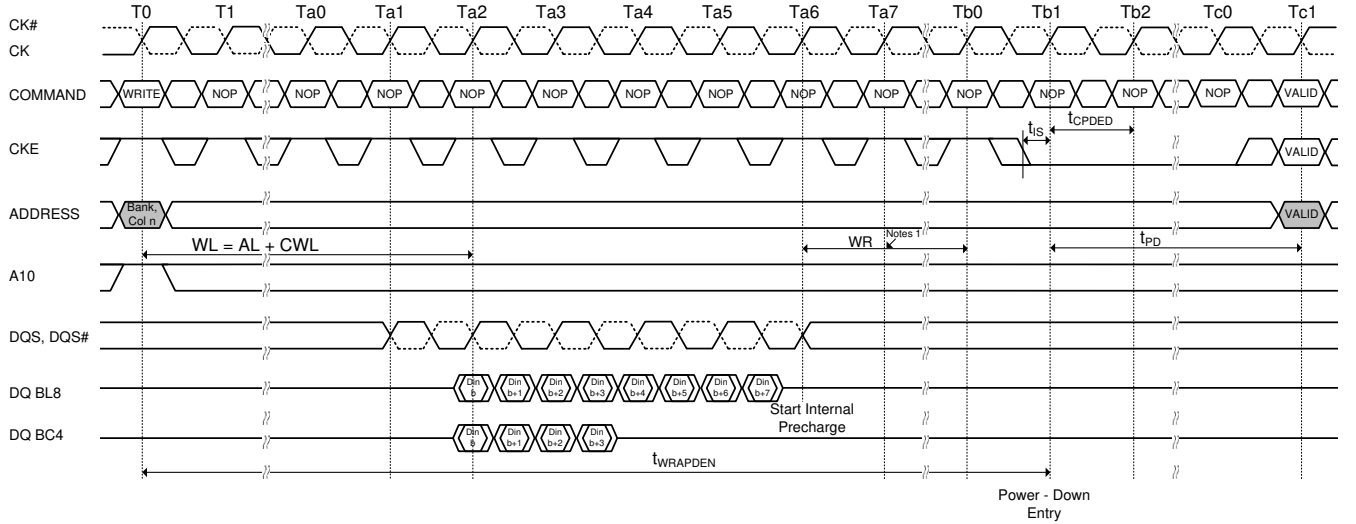 T0 T1 Ta0 Ta1 Ta2 Ta3 Ta4 Ta5 Ta6 Ta7 Tb0 Tb1 Tb2 Tc0 Tc1
CK#
CK
COMMAND WRITE NOP NOP NOP NOP NOP NOP NOP NOP NOP NOP NOP NOP NOP VALID
tIS tCPDED
CKE VALID
ADDRESS Bank, Col n VALID
WL = AL + CWL WR Notes 1 tPD
A10
DQS, DQS#
DQ BL8 Din b Din b+1 Din b+2 Din b+3 Din b+4 Din b+5 Din b+6 Din b+7
Start Internal
Precharge
DQ BC4 Din b Din b+1 Din b+2 Din b+3
tWRAPDEN
Power - Down
Entry